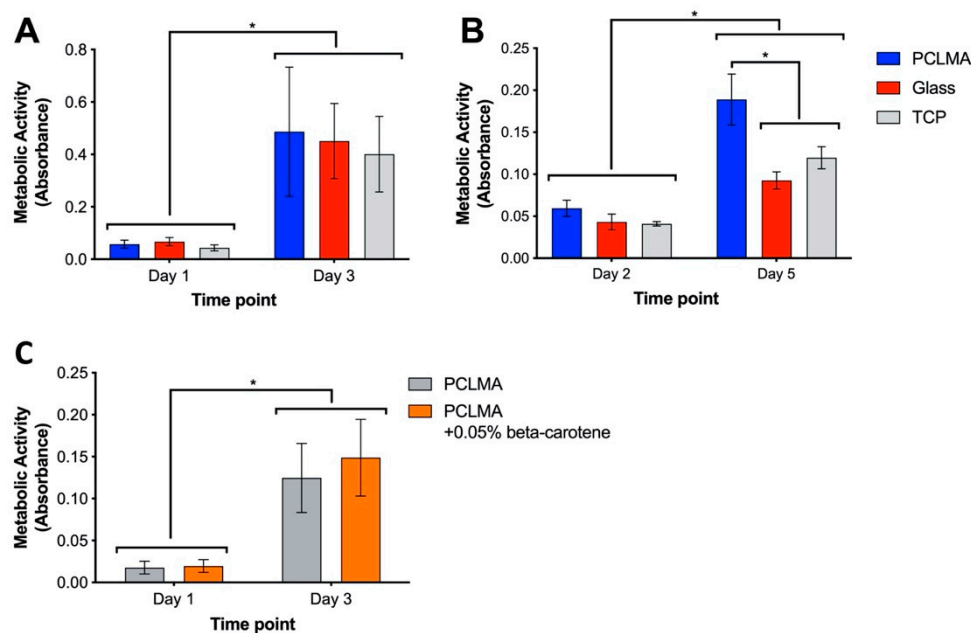 A
*
Metabolic Activity
(Absorbance)
0.8
0.6
0.4
0.2
0.0
Day 1
Day 3
Time point
B
*
*
Metabolic Activity
(Absorbance)
0.25
0.20
0.15
0.10
0.05
0.00
Day 2
Day 5
Time point
PCLMA
Glass
TCP
C
*
Metabolic Activity
(Absorbance)
0.25
0.20
0.15
0.10
0.05
0.00
Day 1
Day 3
Time point
PCLMA
PCLMA
+0.05% beta-carotene